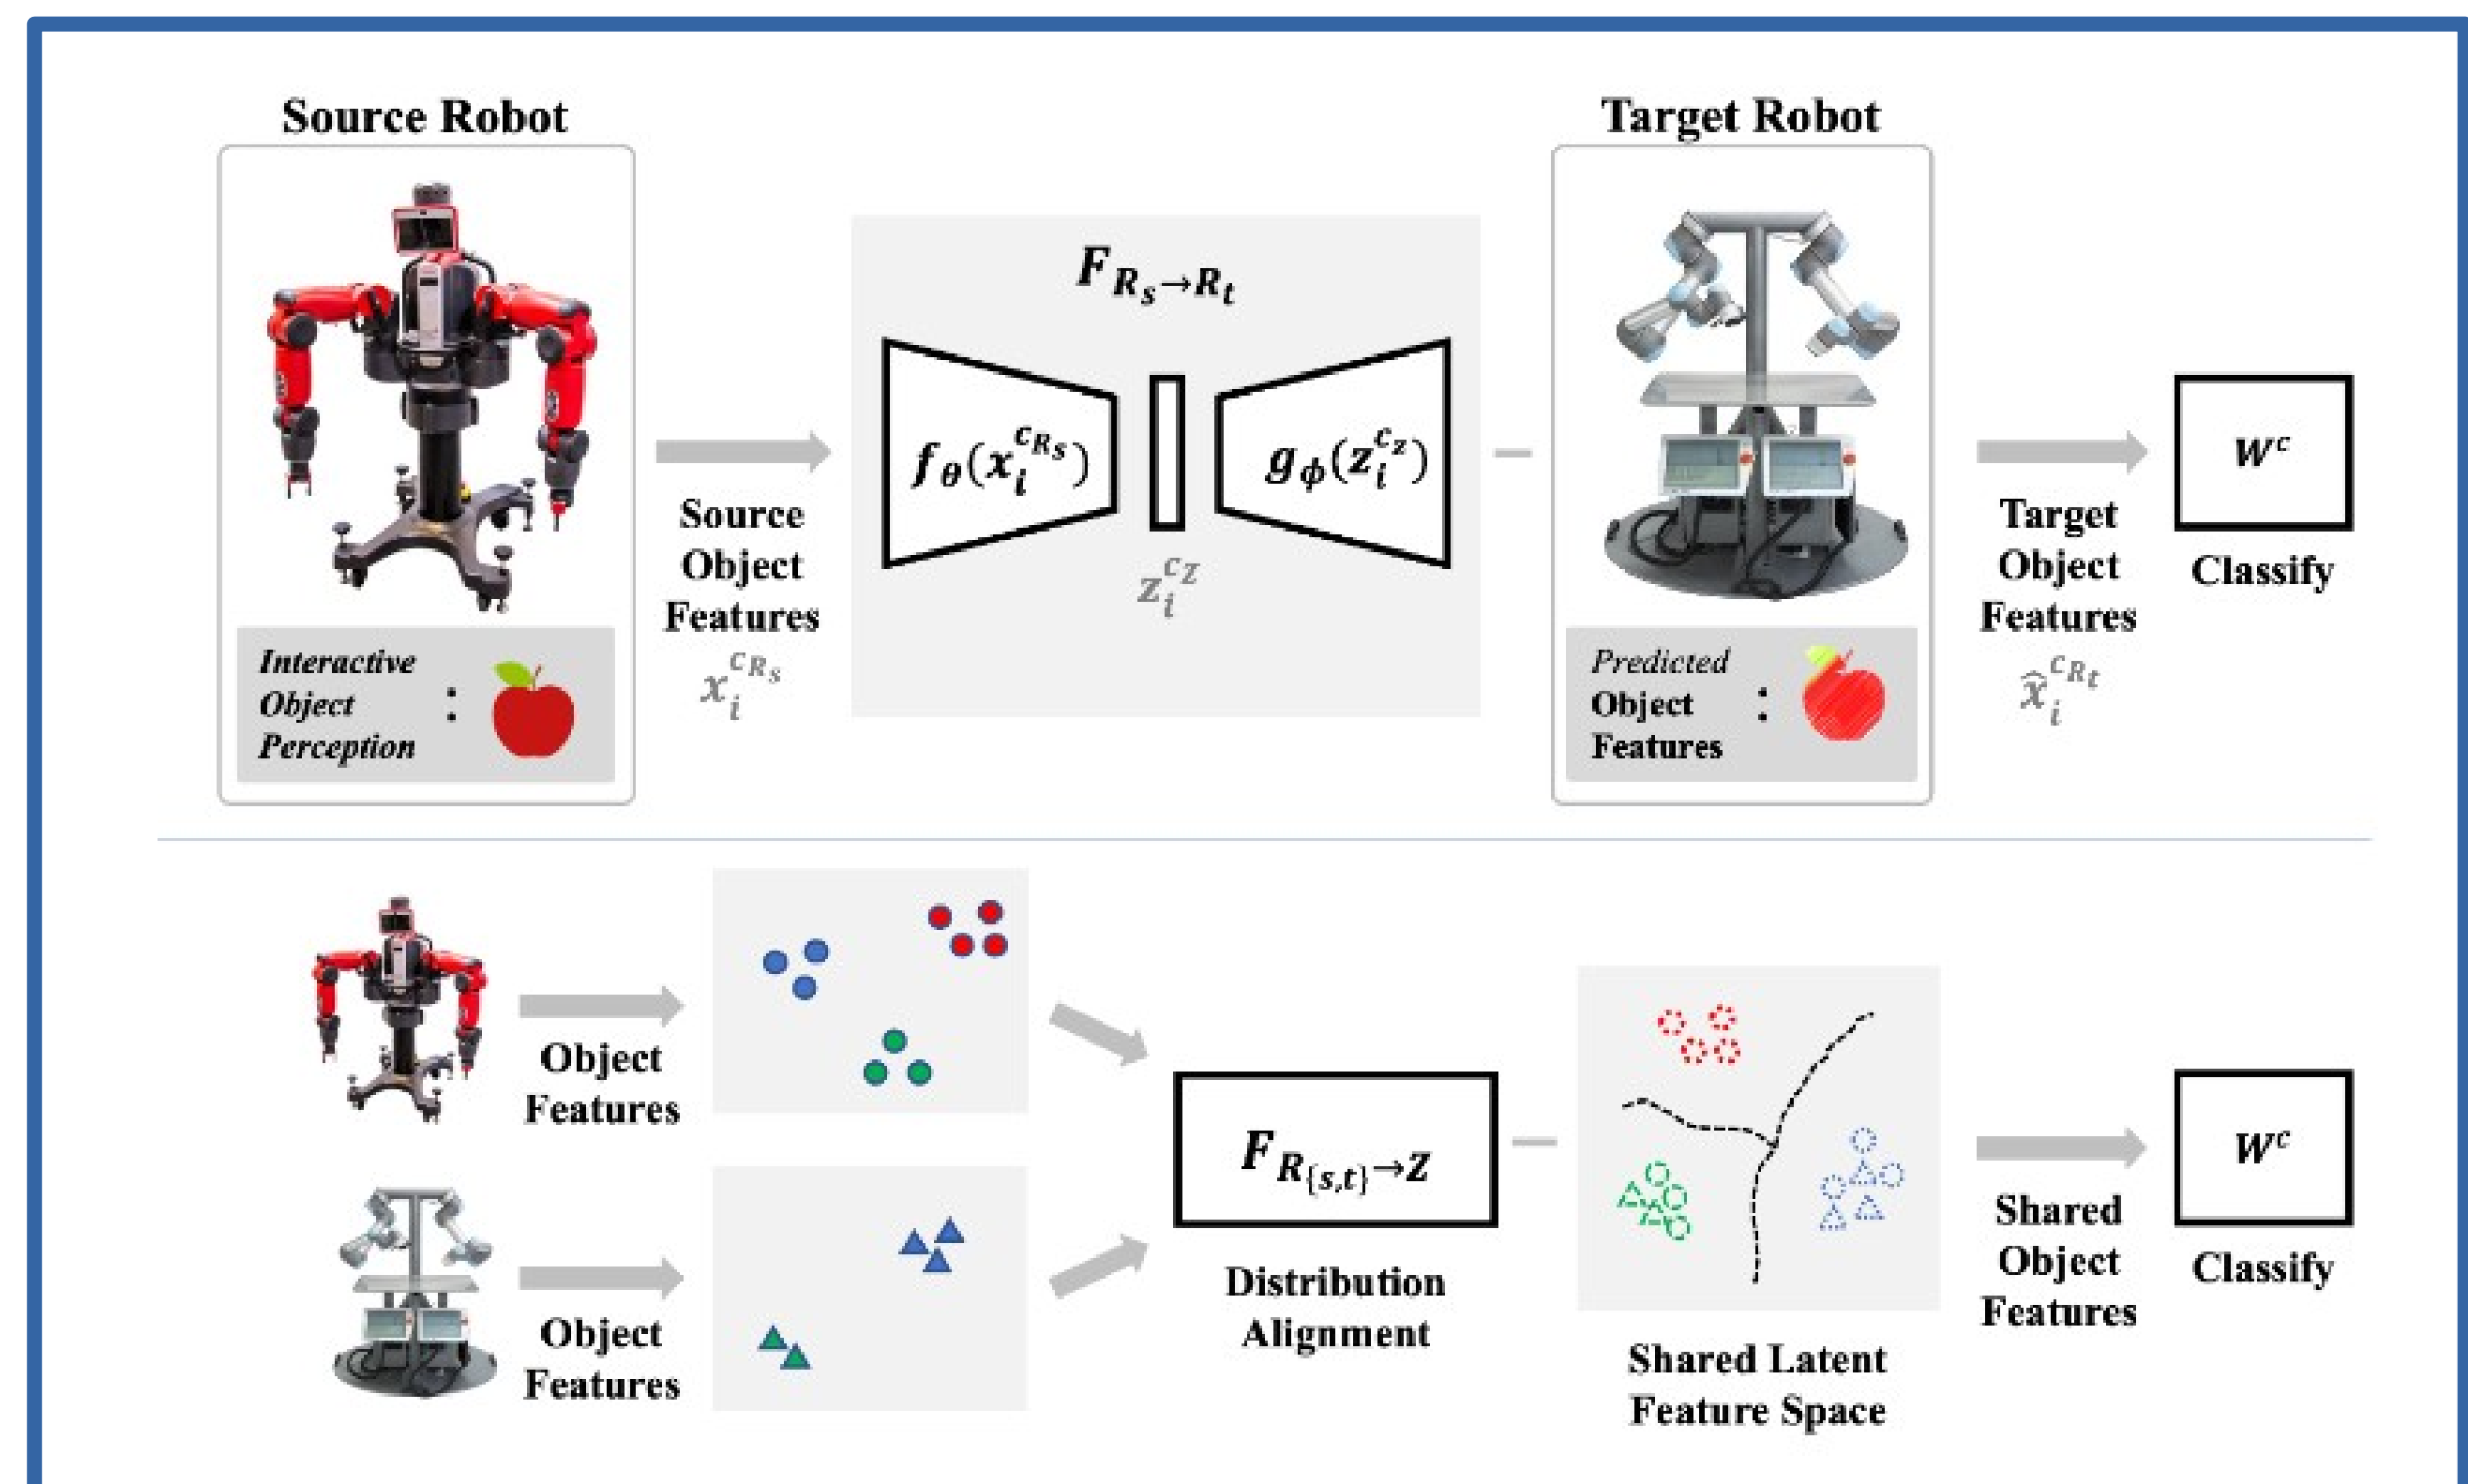 Source Robot
Target Robot
F_{R_s→R_t}
f_θ(x_i^{c_{R_s}})
g_ϕ(z_i^{c_z})
z_i^{c_Z}
W^c
Classify
Source
Object
Features
x_i^{c_{R_s}}
Target
Object
Features
x̂_i^{c_{R_t}}
Interactive
Object
Perception
:
Predicted
Object
Features
:
Object
Features
Object
Features
F_{R_{\{s,t\}}→Z}
Distribution
Alignment
Shared Latent
Feature Space
Shared
Object
Features
W^c
Classify